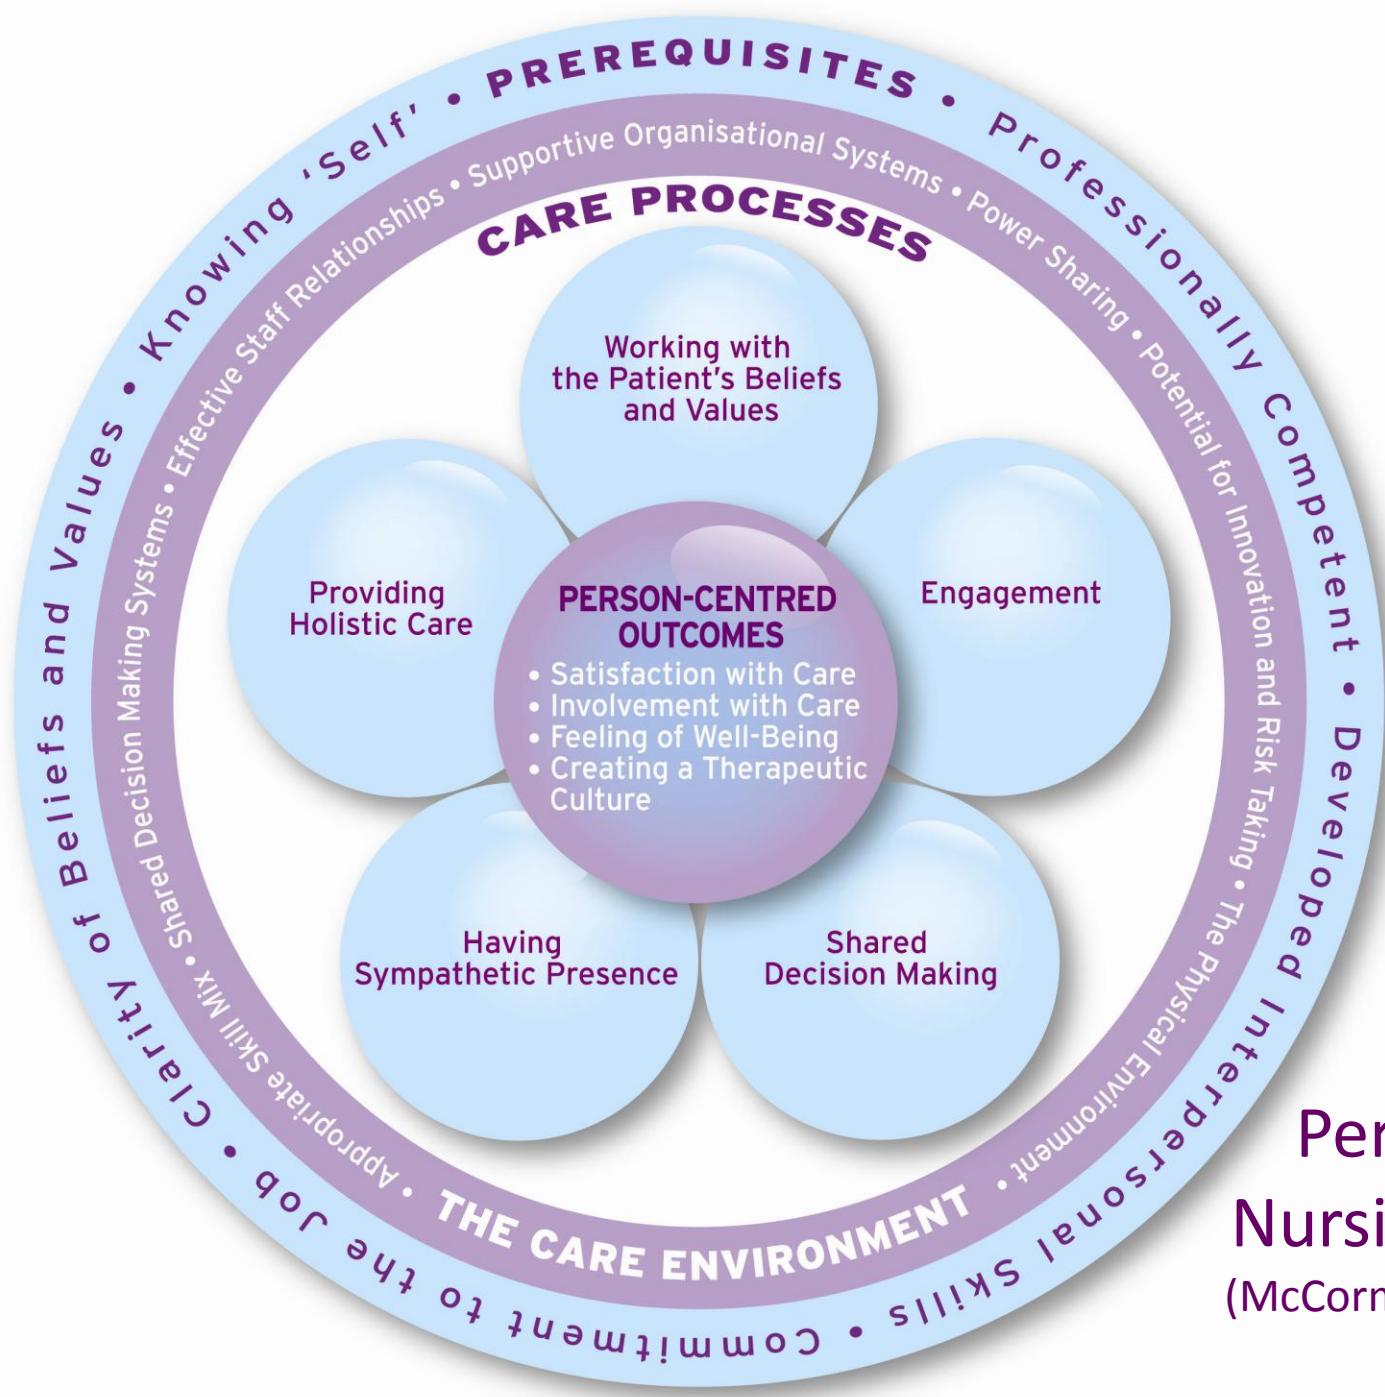 PREREQUISITES • Professionally Competent • Developed Interpersonal Skills • Commitment to the Job • Clarity of Beliefs and Values • Knowing 'Self' •
Supportive Organisational Systems • Power Sharing • Potential for Innovation and Risk Taking • The Physical Environment • THE CARE ENVIRONMENT • Appropriate Skill Mix • Shared Decision Making Systems • Effective Staff Relationships •
CARE PROCESSES
Working with
the Patient's Beliefs
and Values
Providing
Holistic Care
Engagement
PERSON-CENTRED
OUTCOMES
• Satisfaction with Care
• Involvement with Care
• Feeling of Well-Being
• Creating a Therapeutic
Culture
Having
Sympathetic Presence
Shared
Decision Making
Per
Nursi
(McCorm